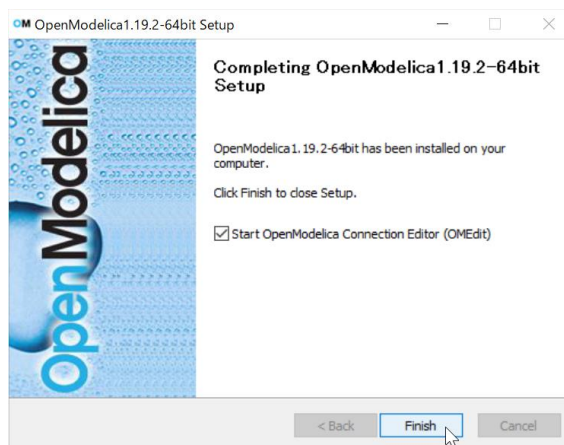 OM OpenModelica1.19.2-64bit Setup
OpenModelica
Completing OpenModelica1.19.2-64bit
Setup
OpenModelica1.19.2-64bit has been installed on your
computer.
Click Finish to close Setup.
Start OpenModelica Connection Editor (OMEdit)
< Back
Finish
Cancel